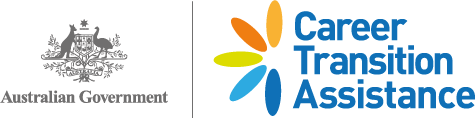 Australian Government
Career
Transition
Assistance